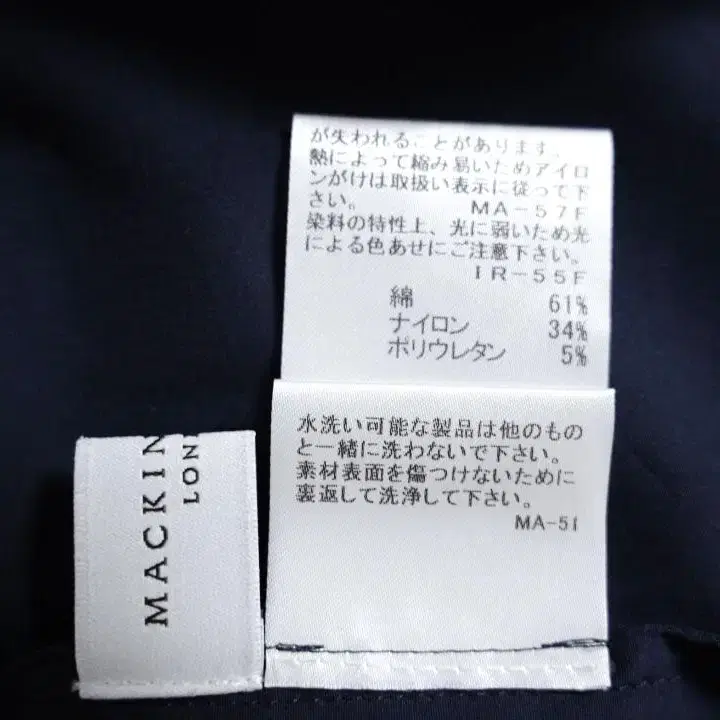 が失われることがあります。
熱によって縮み易いためアイロ
ンがけは取扱い表示に従って下
さい。 MA-57F
染料の特性上、光に弱いため光
による色あせにご注意下さい。
IR-55F
綿 61%
ナイロン 34%
ポリウレタン 5%
水洗い可能な製品は他のもの
と一緒に洗わないで下さい。
素材表面を傷つけないために
裏返して洗浄して下さい。
MA-51
MACKIN
LON